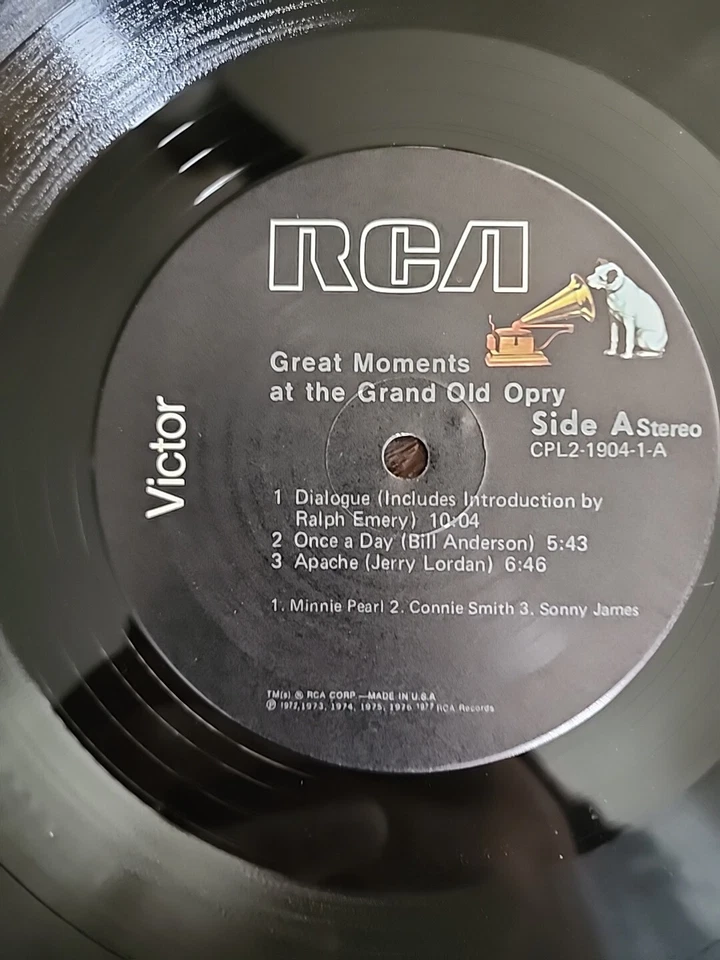 RCA
Great Moments
at the Grand Old Opry
Side A Stereo
CPL2-1904-1-A
Victor
1 Dialogue (Includes Introduction by
Ralph Emery) 10:04
2 Once a Day (Bill Anderson) 5:43
3 Apache (Jerry Lordan) 6:46
1. Minnie Pearl 2. Connie Smith 3. Sonny James
TM(s) ® RCA CORP.—MADE IN U.S.A
℗ 1972, 1973, 1974, 1975, 1976 1977 RCA Records